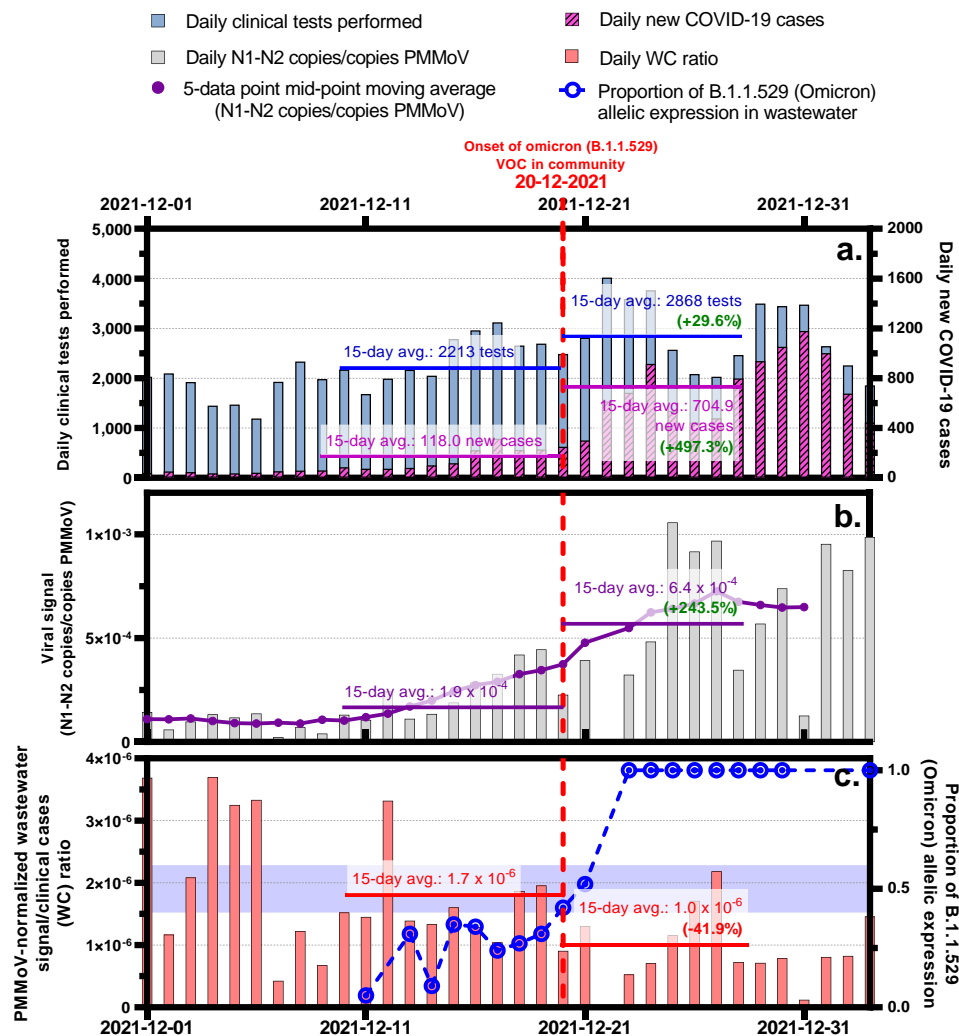 Daily clinical tests performed
Daily new COVID-19 cases
Daily N1-N2 copies/copies PMMoV
Daily WC ratio
5-data point mid-point moving average
(N1-N2 copies/copies PMMoV)
Proportion of B.1.1.529 (Omicron)
allelic expression in wastewater
Onset of omicron (B.1.1.529)
VOC in community
20-12-2021
2021-12-01
2021-12-11
2021-12-21
2021-12-31
a.
Daily clinical tests performed
5,000
4,000
3,000
2,000
1,000
0
2000
1600
1200
800
400
0
Daily new COVID-19 cases
15-day avg.: 2868 tests
(+29.6%)
15-day avg.: 2213 tests
15-day avg.: 704.9
new cases
(+497.3%)
15-day avg.: 118.0 new cases
b.
Viral signal
(N1-N2 copies/copies PMMoV)
1×10⁻³
5×10⁻⁴
0
15-day avg.: 6.4 x 10⁻⁴
(+243.5%)
15-day avg.: 1.9 x 10⁻⁴
c.
PMMoV-normalized wastewater
signal/clinical cases
(WC) ratio
4×10⁻⁶
3×10⁻⁶
2×10⁻⁶
1×10⁻⁶
0
1.0
0.5
0.0
Proportion of B.1.1.529
(Omicron) allelic expression
15-day avg.: 1.7 x 10⁻⁶
15-day avg.: 1.0 x 10⁻⁶
(-41.9%)
2021-12-01
2021-12-11
2021-12-21
2021-12-31